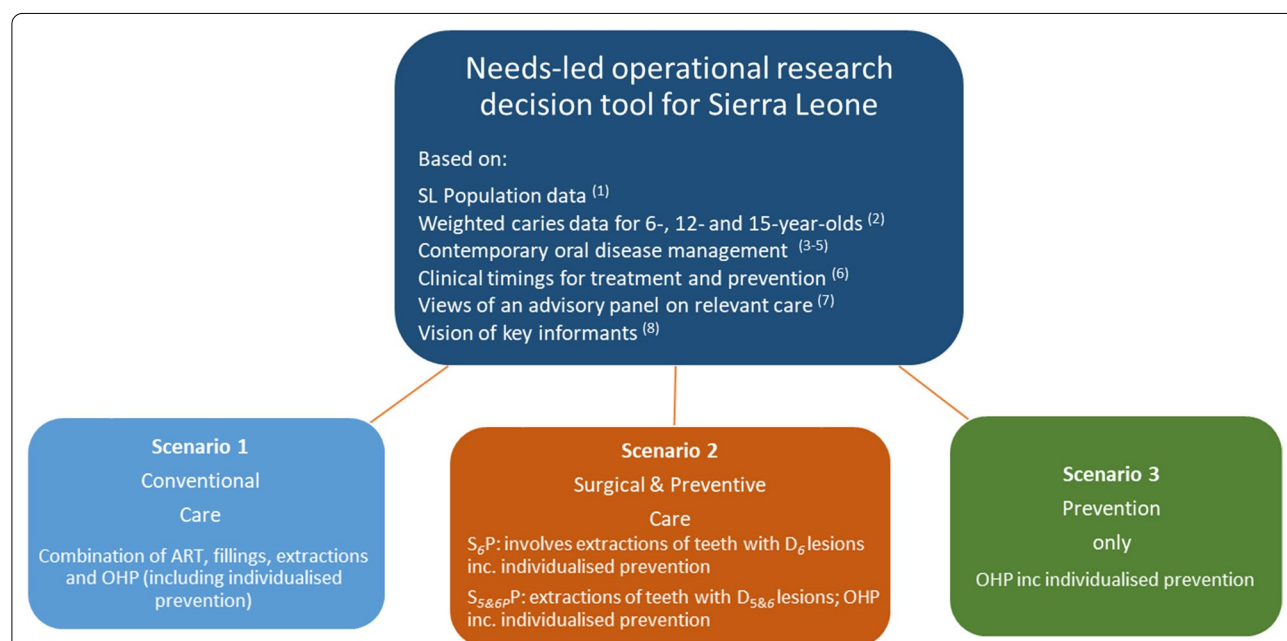 Needs-led operational research
decision tool for Sierra Leone
Based on:
SL Population data (1)
Weighted caries data for 6-, 12- and 15-year-olds (2)
Contemporary oral disease management (3-5)
Clinical timings for treatment and prevention (6)
Views of an advisory panel on relevant care (7)
Vision of key informants (8)
Scenario 1
Conventional
Care
Combination of ART, fillings, extractions
and OHP (including individualised
prevention)
Scenario 2
Surgical & Preventive
Care
S6P: involves extractions of teeth with D6 lesions
inc. individualised prevention
S5&6PP: extractions of teeth with D5&6 lesions; OHP
inc. individualised prevention
Scenario 3
Prevention
only
OHP inc individualised prevention